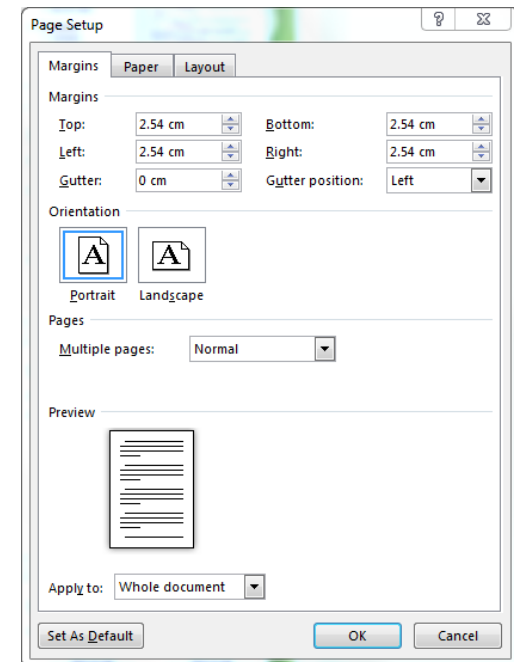 Page Setup
Margins Paper Layout
Margins
Top: 2.54 cm Bottom: 2.54 cm
Left: 2.54 cm Right: 2.54 cm
Gutter: 0 cm Gutter position: Left
Orientation
A A
Portrait Landscape
Pages
Multiple pages: Normal
Preview
Apply to: Whole document
Set As Default OK Cancel